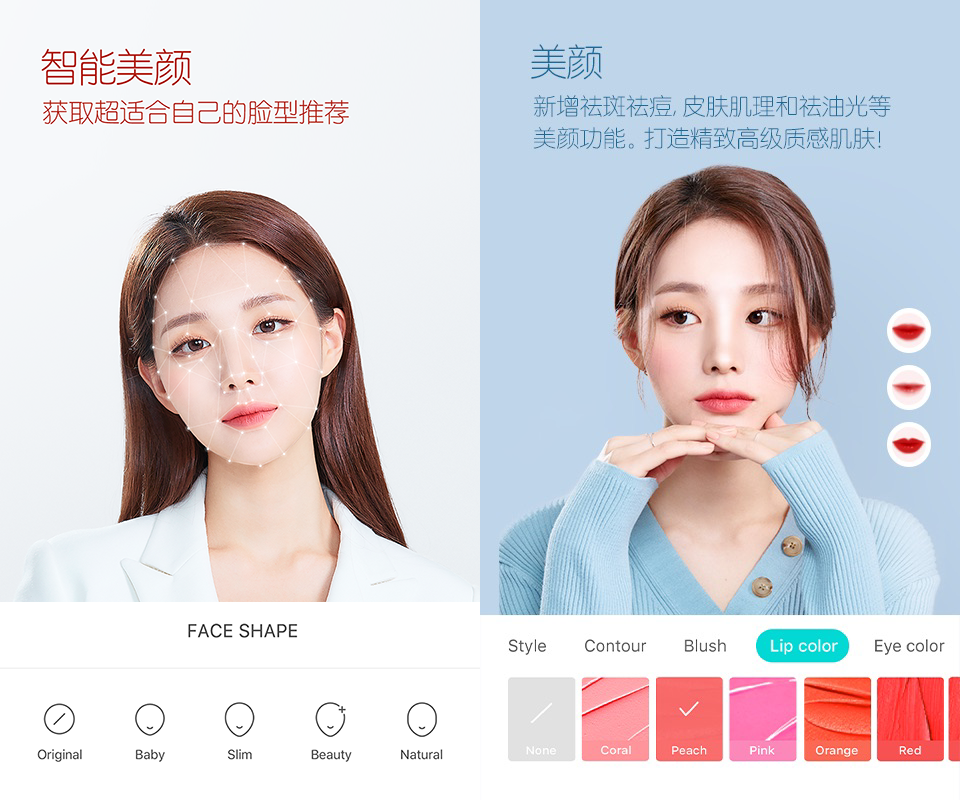 智能美颜
获取超适合自己的脸型推荐
FACE SHAPE
Original
Baby
Slim
Beauty
Natural
美颜
新增祛斑祛痘, 皮肤肌理和祛油光等
美颜功能。打造精致高级质感肌肤!
Style
Contour
Blush
Lip color
Eye color
None
Coral
Peach
Pink
Orange
Red